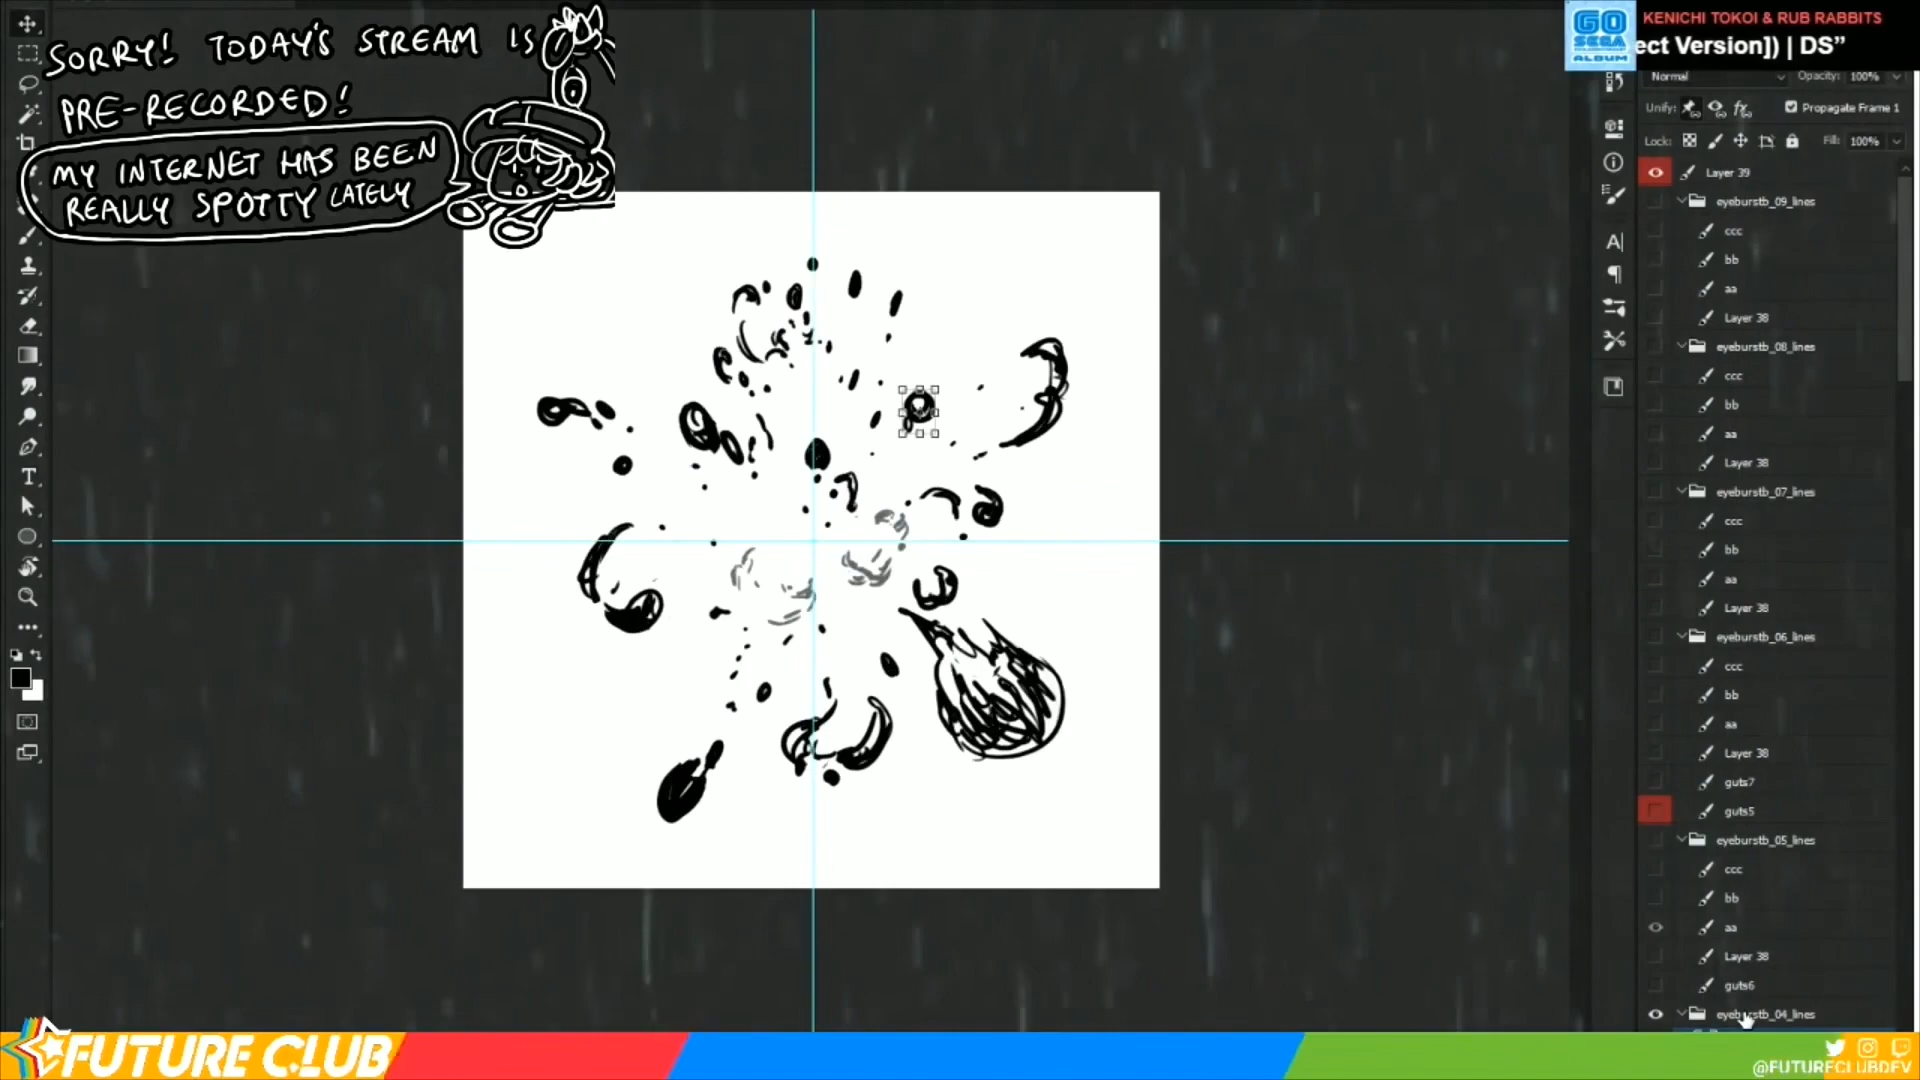 SORRY! TODAY'S STREAM IS
PRE-RECORDED!
MY INTERNET HAS BEEN
REALLY SPOTTY LATELY
GO
SEGA
ALBUM
KENICHI TOKOI & RUB RABBITS
ect Version]) | DS”
Normal
Opacity: 100%
Unify:
Propagate Frame 1
Lock:
Fill: 100%
Layer 39
eyeburstb_09_lines
ccc
bb
aa
Layer 38
eyeburstb_08_lines
ccc
bb
aa
Layer 38
eyeburstb_07_lines
ccc
bb
aa
Layer 38
eyeburstb_06_lines
ccc
bb
aa
Layer 38
guts7
guts5
eyeburstb_05_lines
ccc
bb
aa
Layer 38
guts6
eyeburstb_04_lines
FUTURE CLUB
@FUTURECLUBDEV